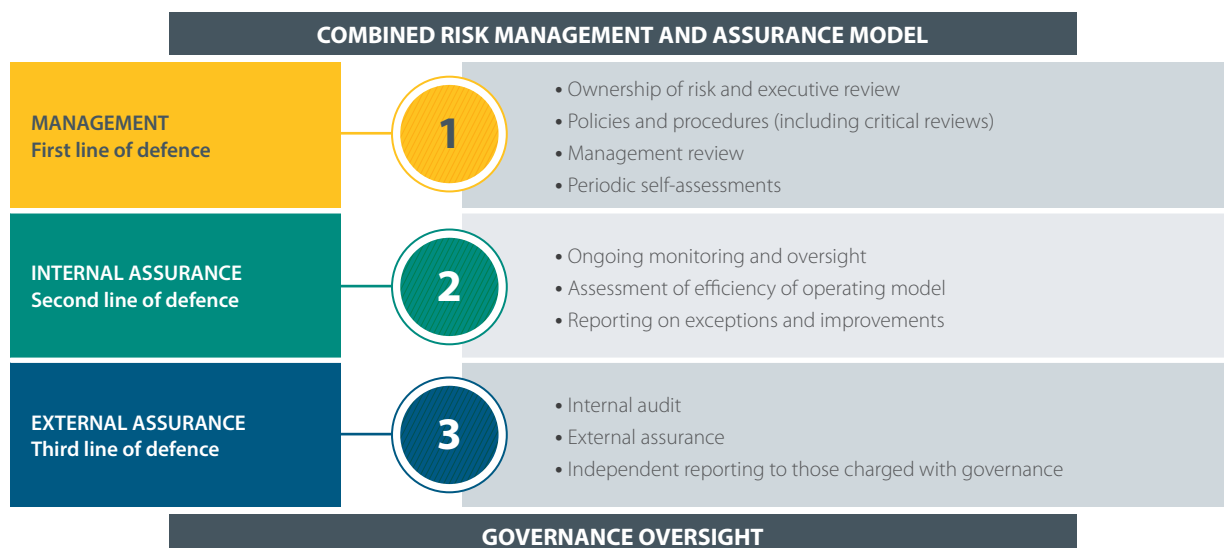 COMBINED RISK MANAGEMENT AND ASSURANCE MODEL
MANAGEMENT
First line of defence
1
• Ownership of risk and executive review
• Policies and procedures (including critical reviews)
• Management review
• Periodic self-assessments
INTERNAL ASSURANCE
Second line of defence
2
• Ongoing monitoring and oversight
• Assessment of efficiency of operating model
• Reporting on exceptions and improvements
EXTERNAL ASSURANCE
Third line of defence
3
• Internal audit
• External assurance
• Independent reporting to those charged with governance
GOVERNANCE OVERSIGHT